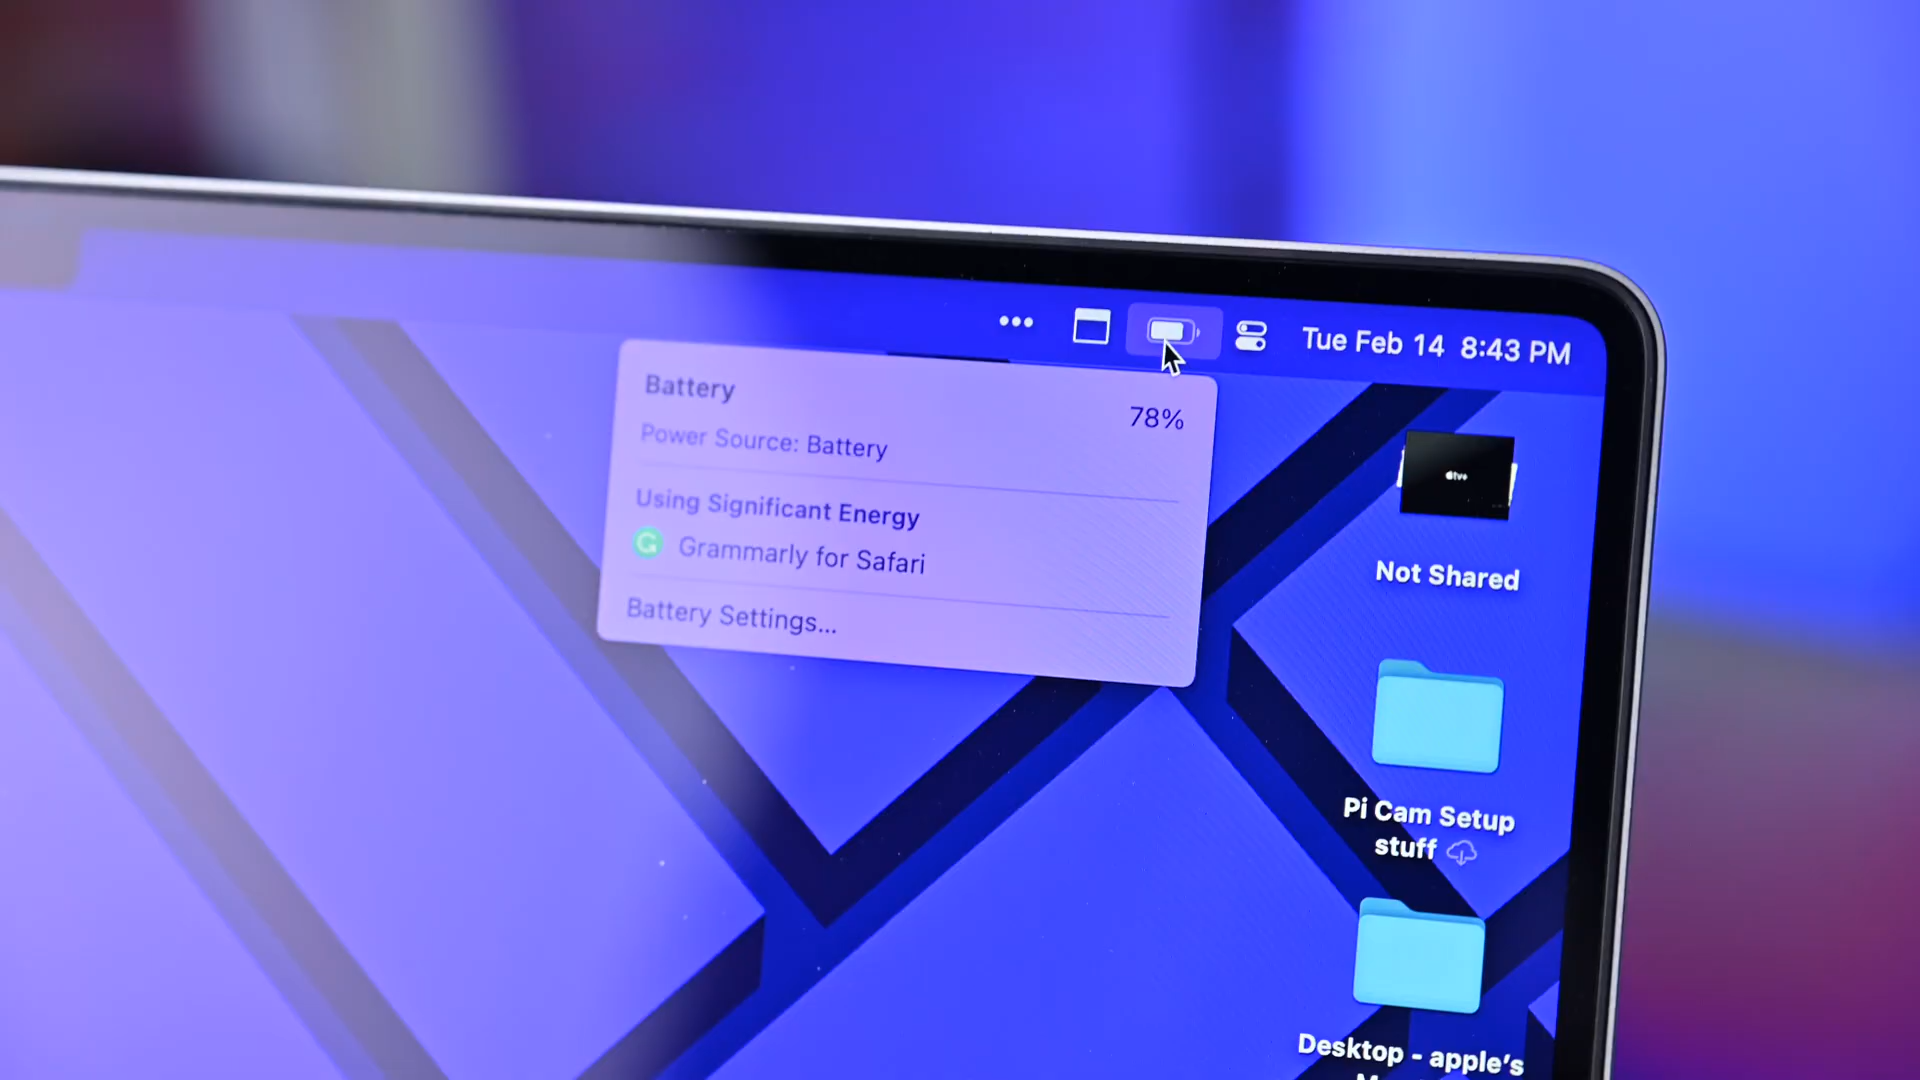 Tue Feb 14 8:43 PM
Battery
78%
Power Source: Battery
Using Significant Energy
G Grammarly for Safari
Battery Settings...
tv+
Not Shared
Pi Cam Setup
stuff
Desktop - apple's